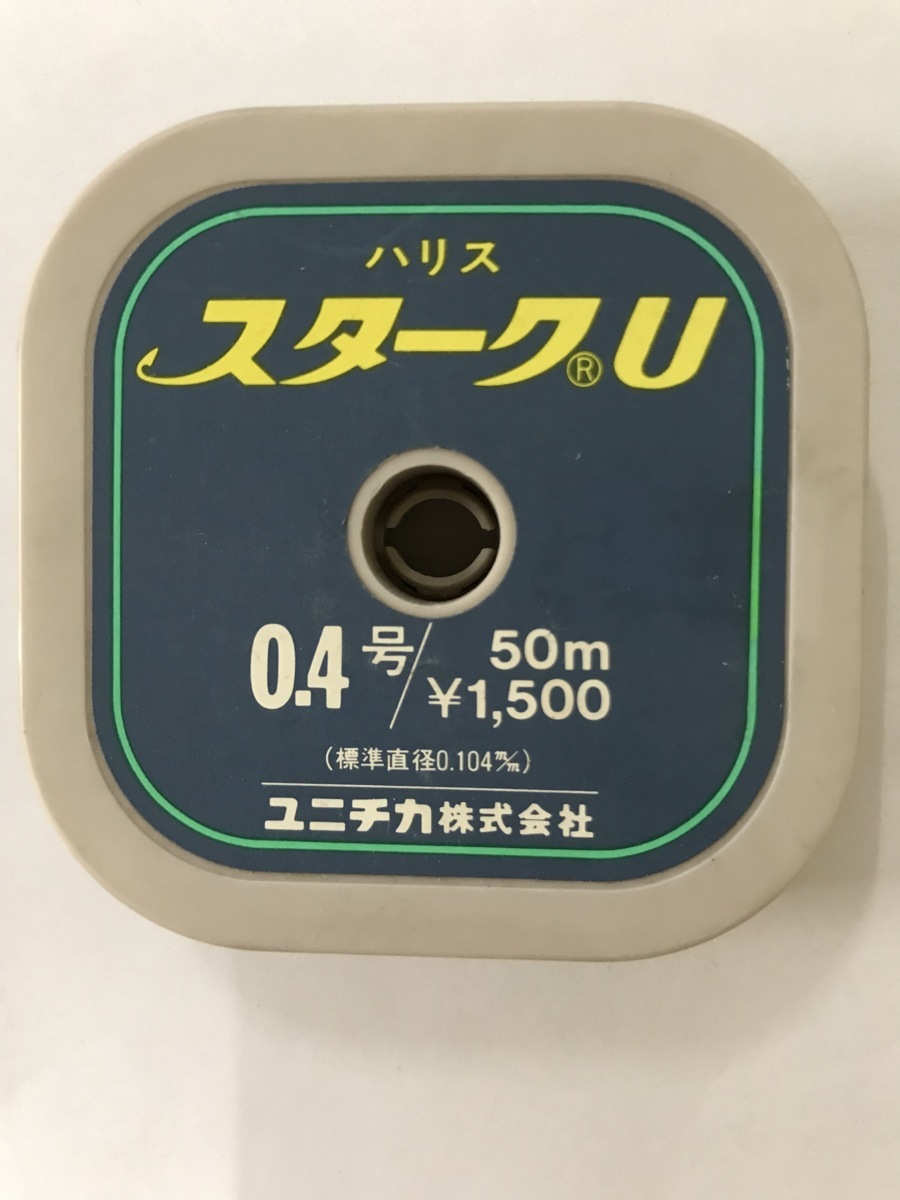 ハリス
スターク®U
0.4号/50m
¥1,500
(標準直径0.104㎜)
ユニチカ株式会社